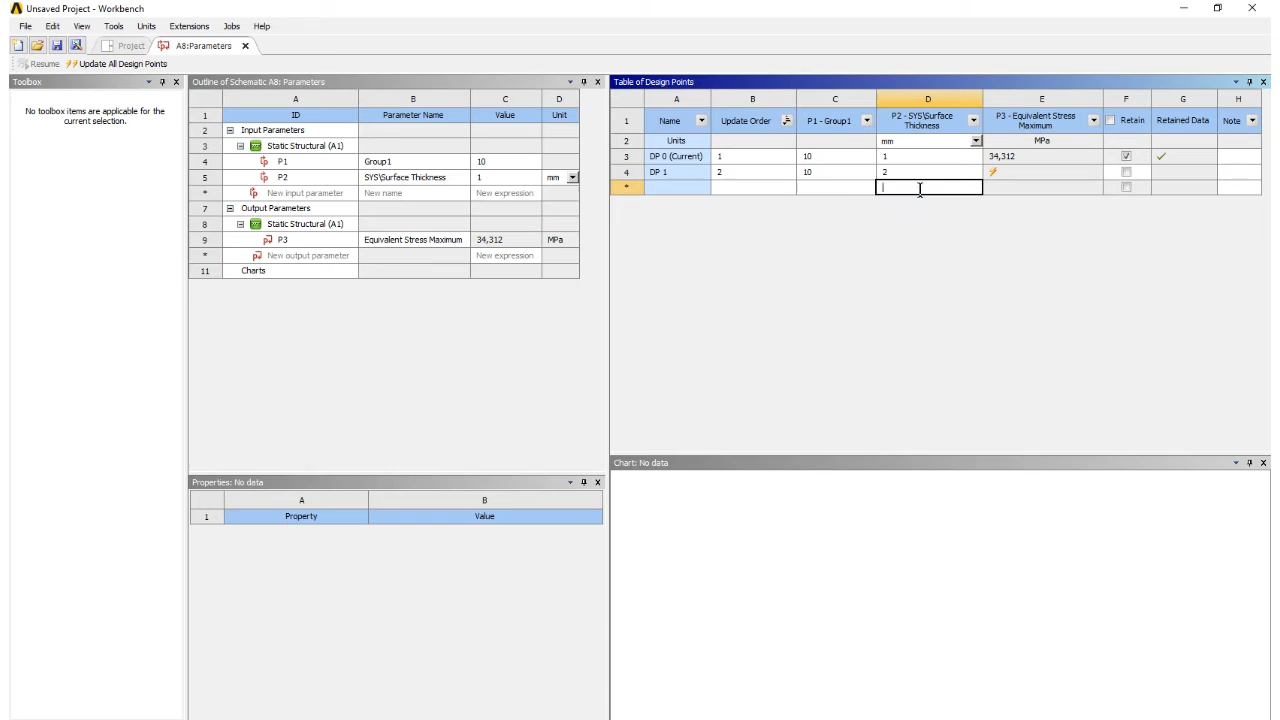 Unsaved Project - Workbench
File Edit View Tools Units Extensions Jobs Help
Project A8:Parameters
Resume Update All Design Points
Toolbox
No toolbox items are applicable for the
current selection.
Outline of Schematic A8: Parameters
A B C D
1 ID Parameter Name Value Unit
2 Input Parameters
3 Static Structural (A1)
4 P1 Group1 10
5 P2 SYS\Surface Thickness 1 mm
* New input parameter New name New expression
7 Output Parameters
8 Static Structural (A1)
9 P3 Equivalent Stress Maximum 34,312 MPa
* New output parameter New expression
11 Charts
Properties: No data
A B
1 Property Value
Table of Design Points
A B C D E F G H
1 Name Update Order P1 - Group1 P2 - SYS\Surface Thickness P3 - Equivalent Stress Maximum Retain Retained Data Note
2 Units mm MPa
3 DP 0 (Current) 1 10 1 34,312
4 DP 1 2 10 2
*
Chart: No data